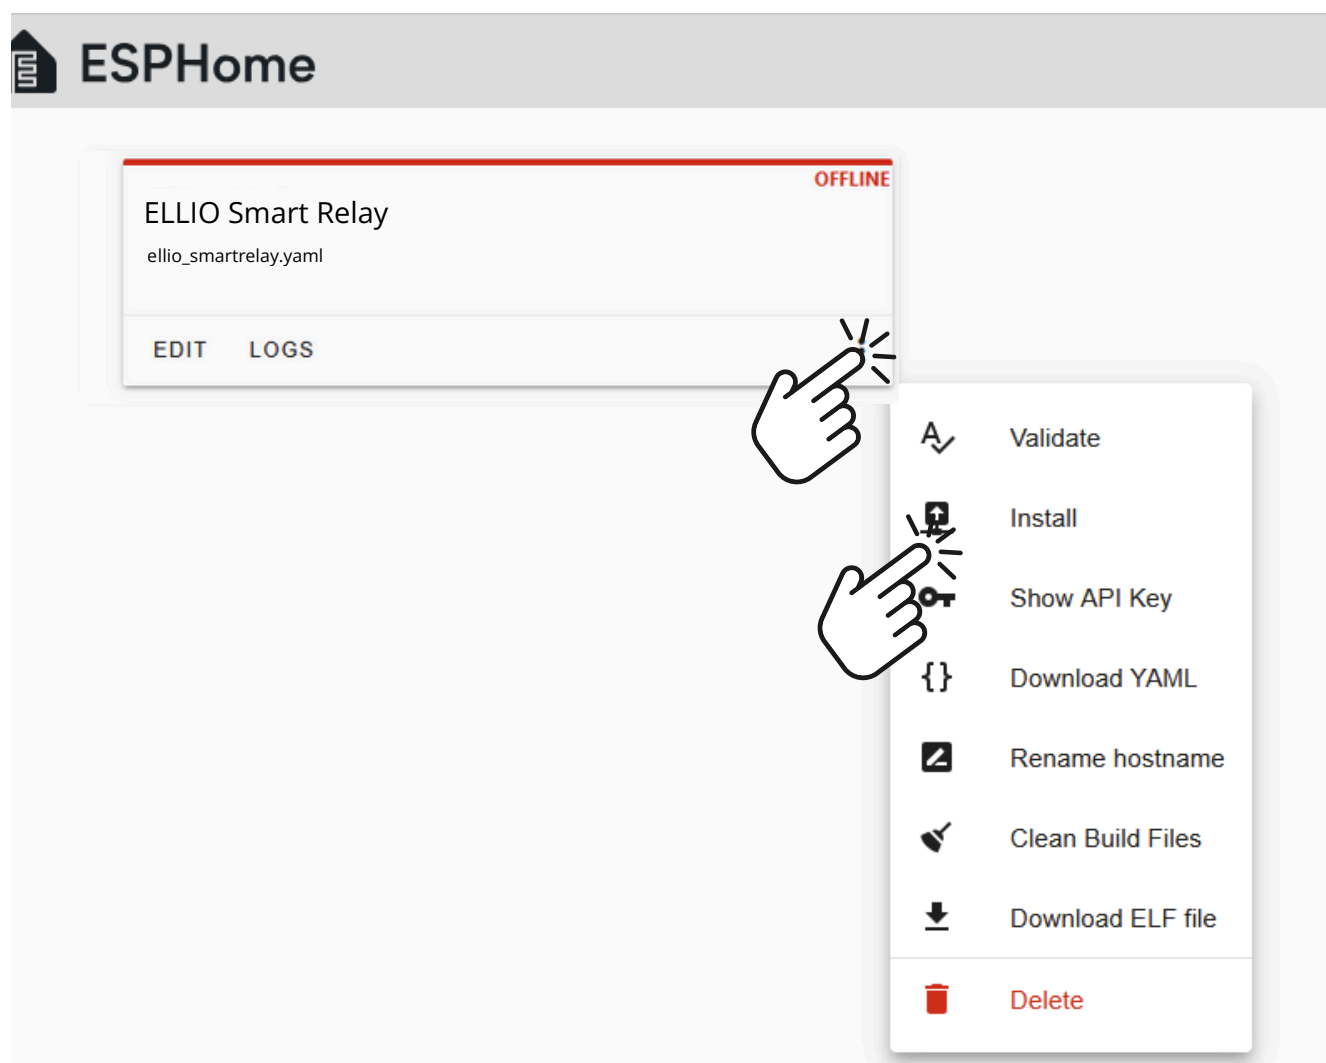 ESPHome
OFFLINE
ELLIO Smart Relay
ellio_smartrelay.yaml
EDIT LOGS
Validate
Install
Show API Key
Download YAML
Rename hostname
Clean Build Files
Download ELF file
Delete